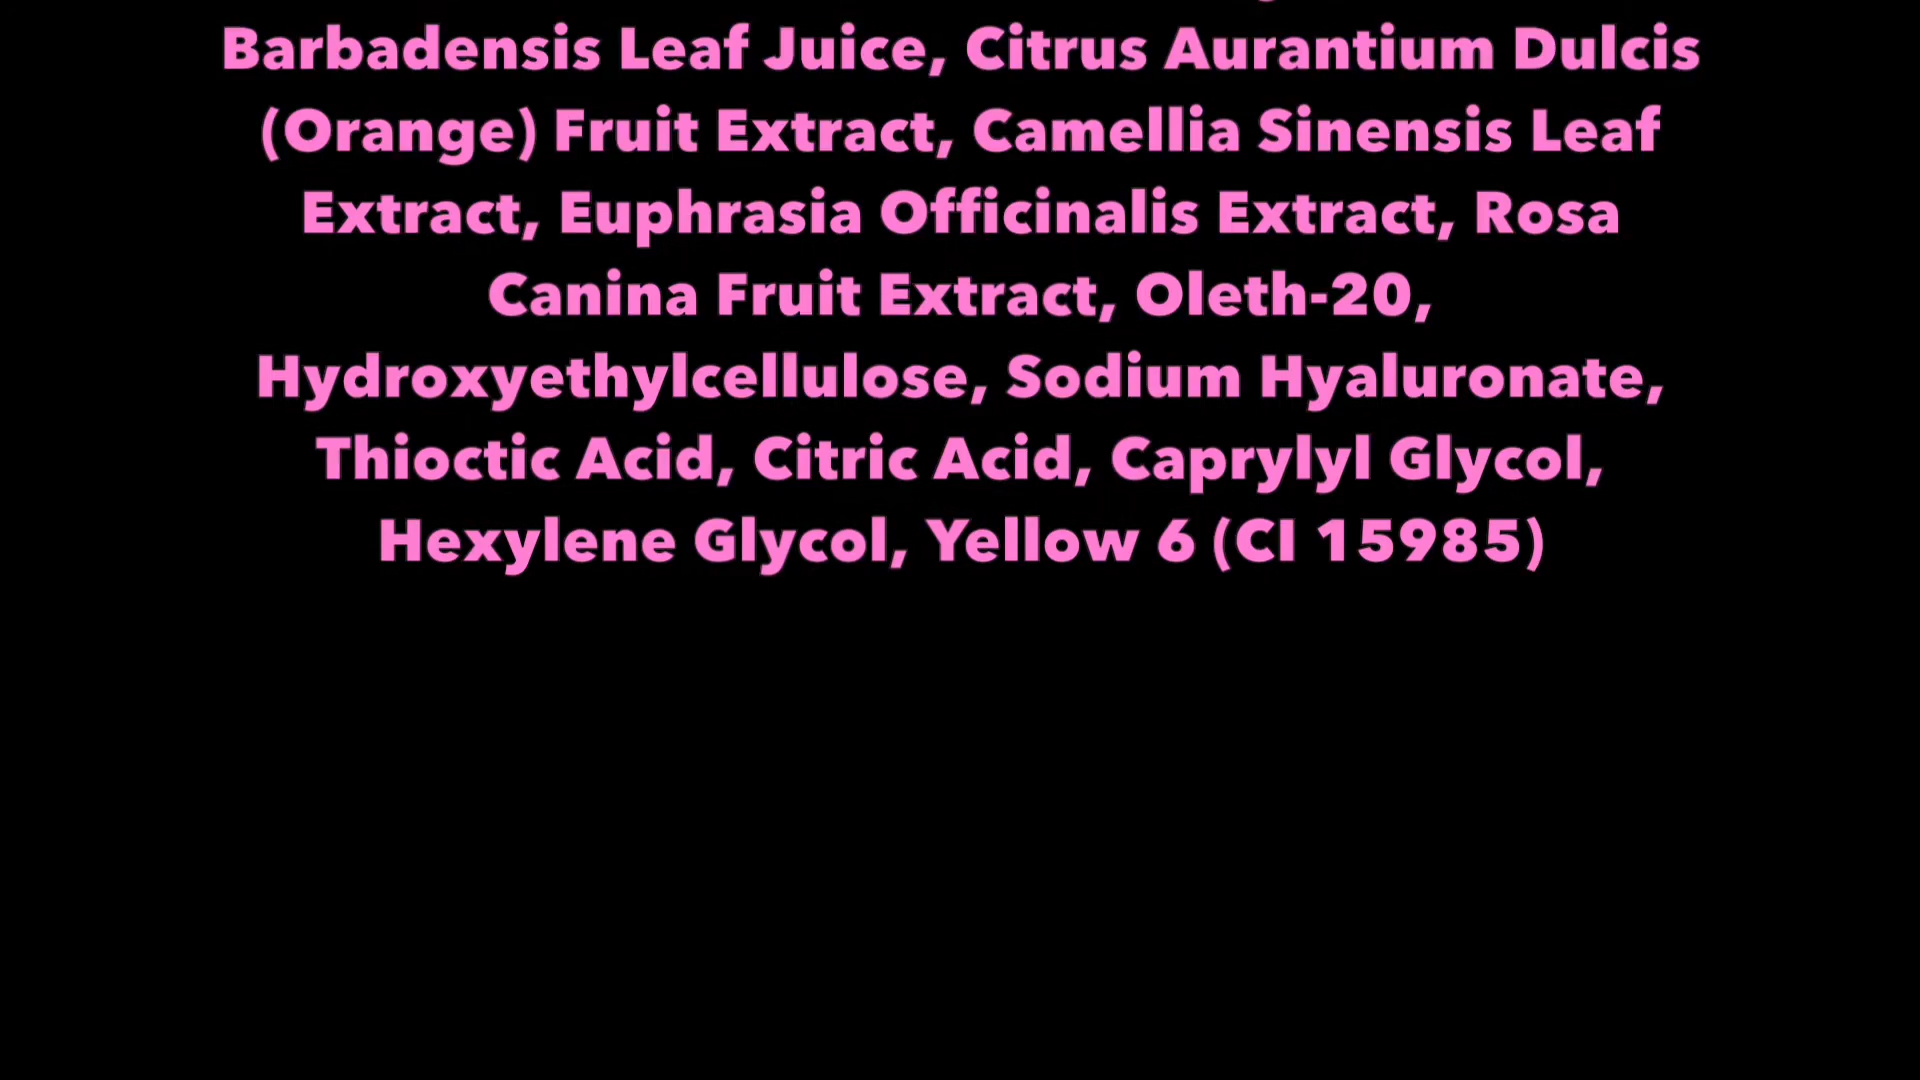 Barbadensis Leaf Juice, Citrus Aurantium Dulcis
(Orange) Fruit Extract, Camellia Sinensis Leaf
Extract, Euphrasia Officinalis Extract, Rosa
Canina Fruit Extract, Oleth-20,
Hydroxyethylcellulose, Sodium Hyaluronate,
Thioctic Acid, Citric Acid, Caprylyl Glycol,
Hexylene Glycol, Yellow 6 (CI 15985)